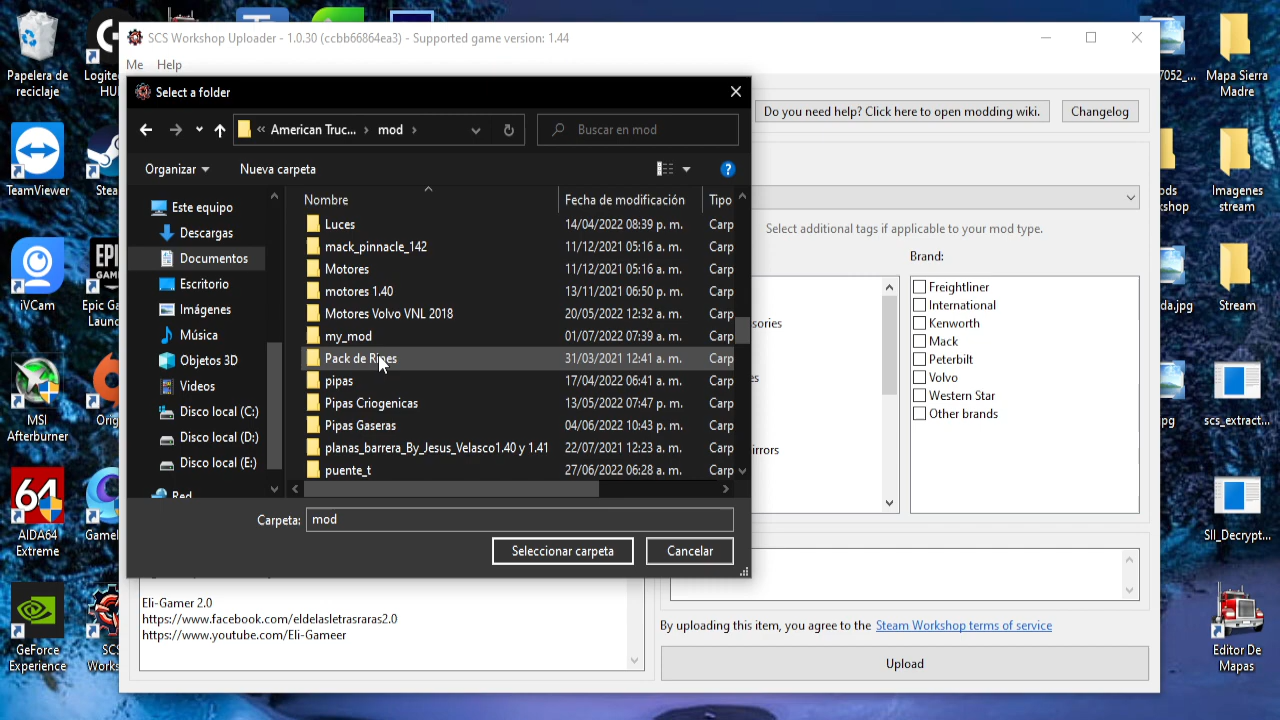 SCS Workshop Uploader - 1.0.30 (ccbb66864ea3) - Supported game version: 1.44
Me Help
Select a folder
American Truc... mod
Buscar en mod
Do you need help? Click here to open modding wiki.
Changelog
Organizar
Nueva carpeta
Este equipo
Descargas
Documentos
Escritorio
Imágenes
Música
Objetos 3D
Videos
Disco local (C:)
Disco local (D:)
Disco local (E:)
Red
Nombre Fecha de modificación Tipo
Luces 14/04/2022 08:39 p. m. Carp
mack_pinnacle_142 11/12/2021 05:16 a. m. Carp
Motores 11/12/2021 05:16 a. m. Carp
motores 1.40 13/11/2021 06:50 p. m. Carp
Motores Volvo VNL 2018 20/05/2022 12:32 a. m. Carp
my_mod 01/07/2022 07:39 a. m. Carp
Pack de 31/03/2021 12:41 a. m. Carp
pipas 17/04/2022 06:41 a. m. Carp
Pipas Criogenicas 13/05/2022 07:47 p. m. Carp
Pipas Gaseras 04/06/2022 10:43 p. m. Carp
planas_barrera_By_Jesus_Velasco1.40 y 1.41 22/07/2021 12:23 a. m. Carp
puente_t 27/06/2022 06:28 a. m. Carp
Carpeta: mod
Seleccionar carpeta
Cancelar
Select additional tags if applicable to your mod type.
Brand:
Freightliner
International
Kenworth
Mack
Peterbilt
Volvo
Western Star
Other brands
Eli-Gamer 2.0
https://www.facebook.com/eldelasletrasraras2.0
https://www.youtube.com/Eli-Gameer
By uploading this item, you agree to the Steam Workshop terms of service
Upload
Papelera de
reciclaje
TeamViewer
iVCam
MSI
Afterburner
AIDA64
Extreme
GeForce
Experience
Mapa Sierra
Madre
Imagenes
stream
Stream
scs_extract...
SII_Decrypt...
Editor De
Mapas